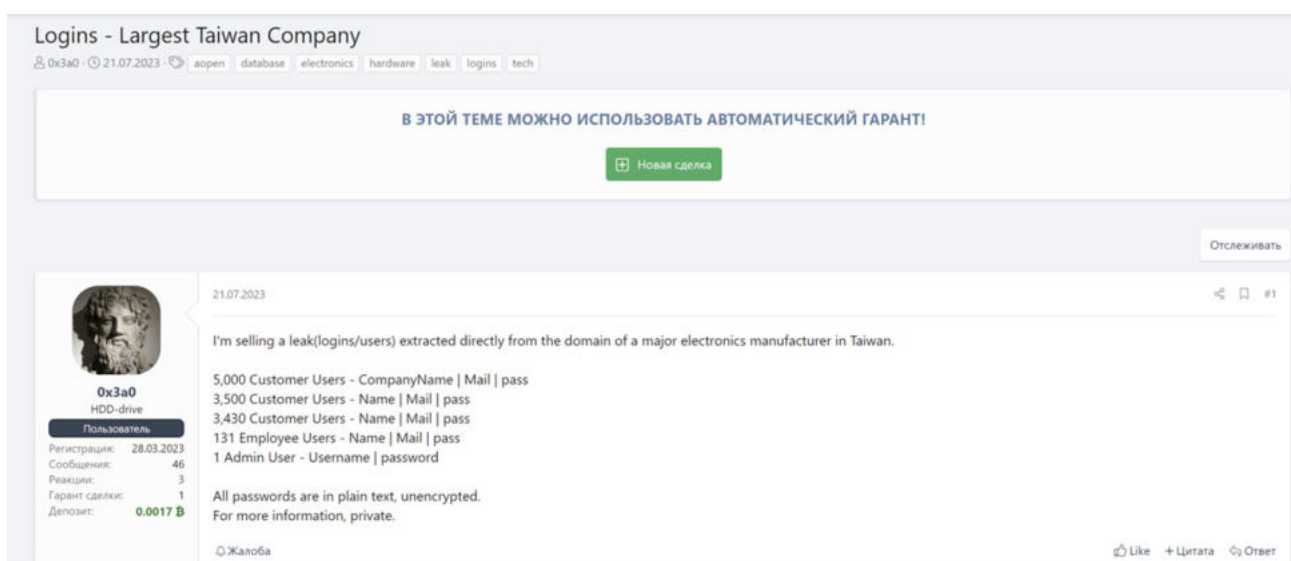 Logins - Largest Taiwan Company
0x3a0 · 21.07.2023 · aopen database electronics hardware leak logins tech
В ЭТОЙ ТЕМЕ МОЖНО ИСПОЛЬЗОВАТЬ АВТОМАТИЧЕСКИЙ ГАРАНТ!
Новая сделка
Отслеживать
21.07.2023 #1
I'm selling a leak(logins/users) extracted directly from the domain of a major electronics manufacturer in Taiwan.
5,000 Customer Users - CompanyName | Mail | pass
3,500 Customer Users - Name | Mail | pass
3,430 Customer Users - Name | Mail | pass
131 Employee Users - Name | Mail | pass
1 Admin User - Username | password
All passwords are in plain text, unencrypted.
For more information, private.
0x3a0
HDD-drive
Пользователь
Регистрация: 28.03.2023
Сообщения: 46
Реакции: 3
Гарант сделки: 1
Депозит: 0.0017 ₿
Жалоба Like +Цитата Ответ